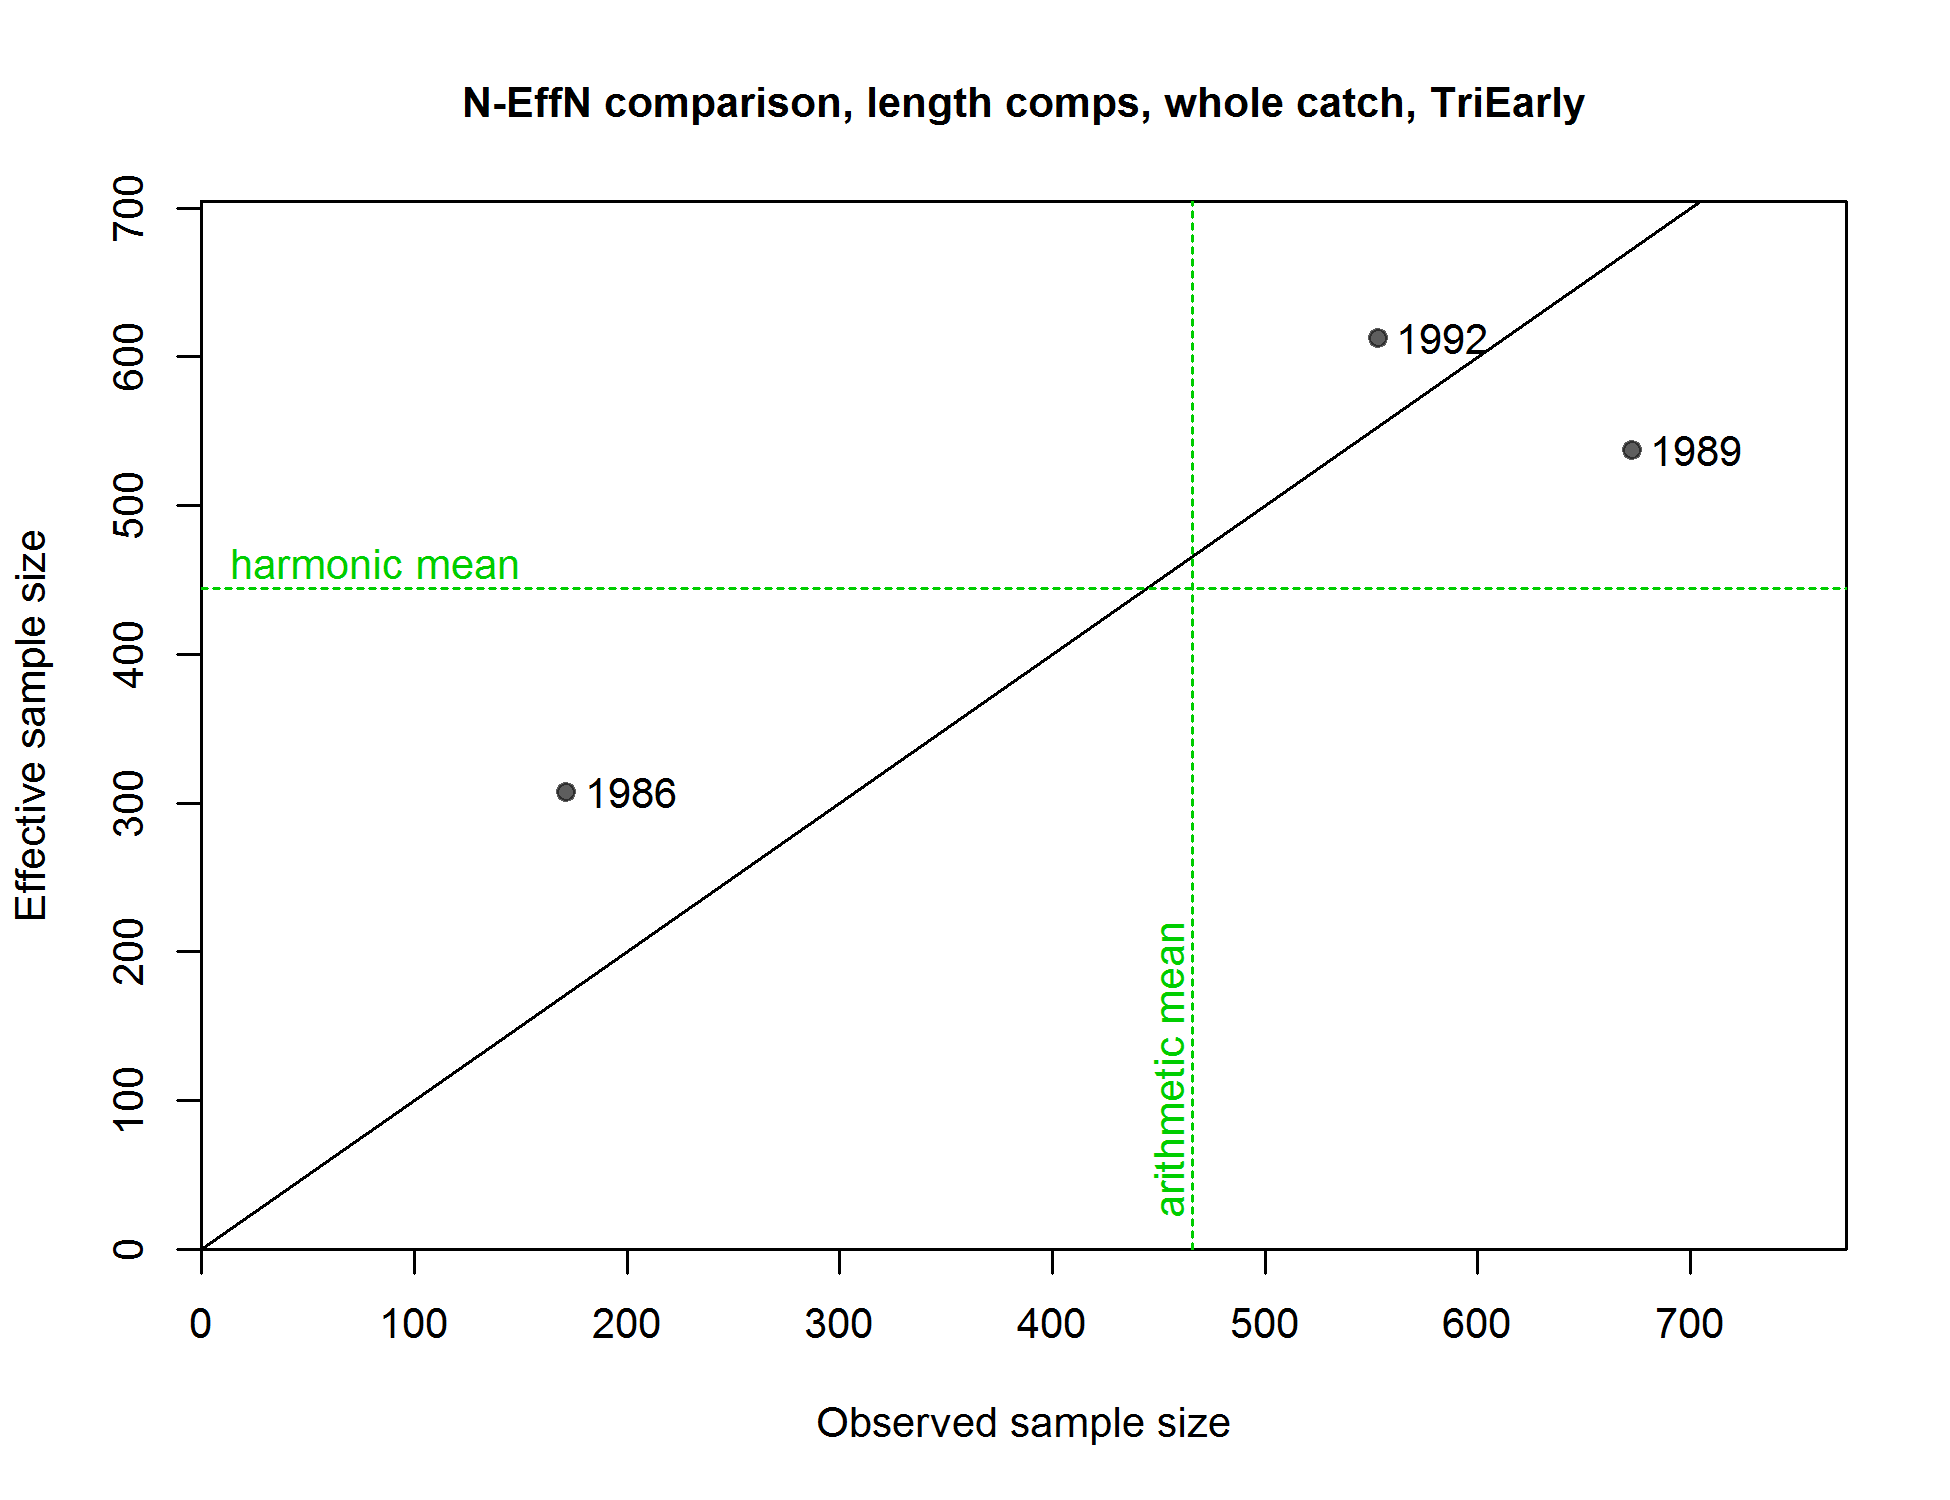 N-EffN comparison, length comps, whole catch, TriEarly
Effective sample size
700
600
500
400
300
200
100
0
1992
1989
harmonic mean
1986
arithmetic mean
0 100 200 300 400 500 600 700
Observed sample size